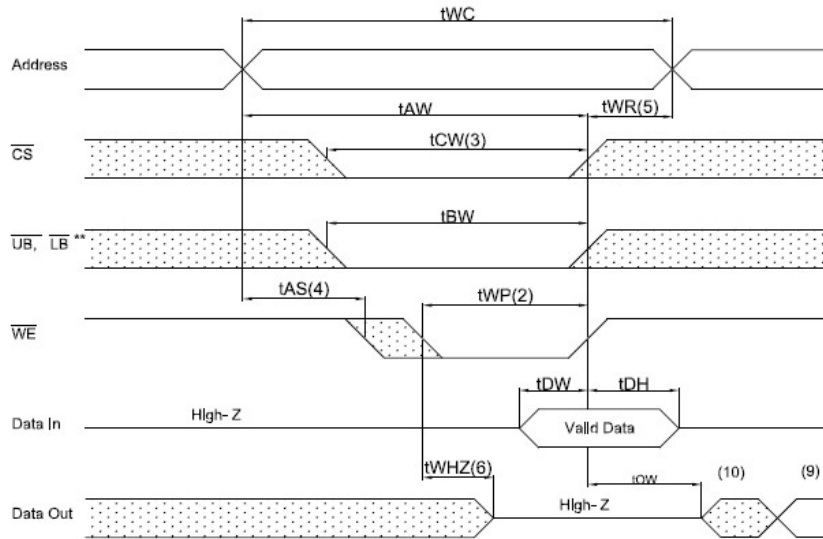 tWC
Address
tAW
tWR(5)
CS
tCW(3)
UB, LB **
tBW
tAS(4)
tWP(2)
WE
tDW
tDH
Data In
High-Z
Valid Data
tWHZ(6)
tOW
(10)
(9)
Data Out
High-Z